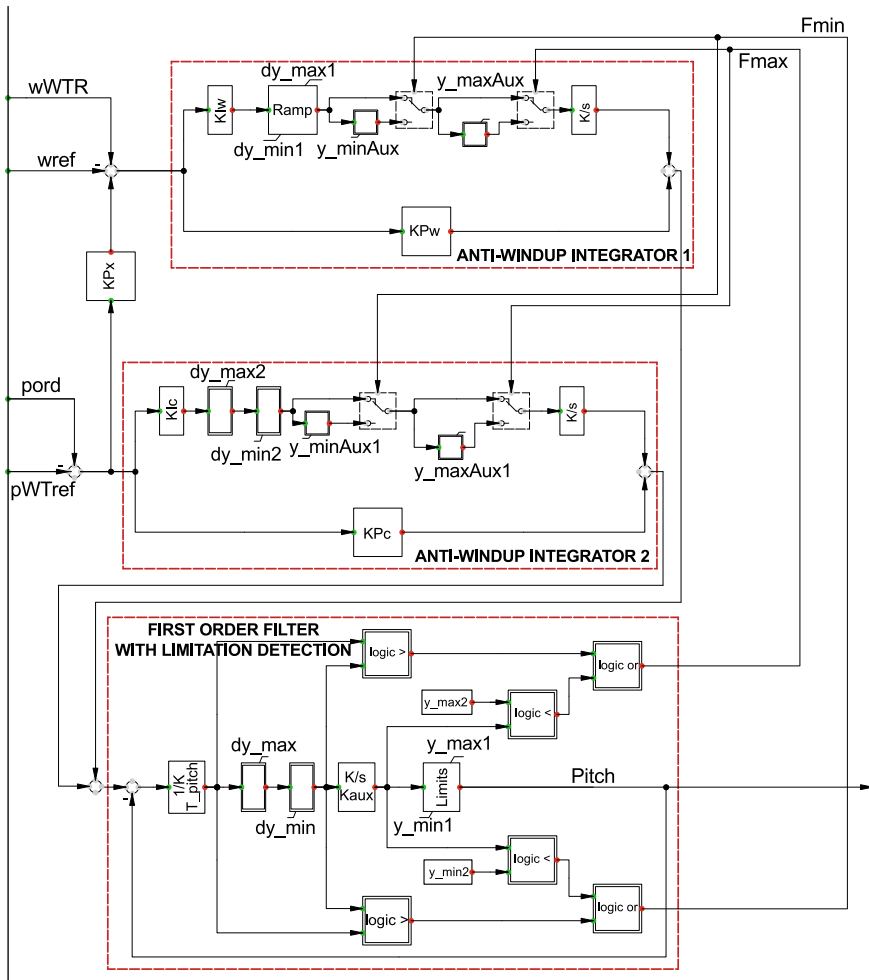 Fmin
Fmax
wWTR
dy_max1
y_maxAux
KIw
Ramp
K/s
dy_min1
y_minAux
wref
KPw
ANTI-WINDUP INTEGRATOR 1
KPx
pord
dy_max2
KIc
K/s
dy_min2
y_minAux1
y_maxAux1
pWTref
KPc
ANTI-WINDUP INTEGRATOR 2
FIRST ORDER FILTER
WITH LIMITATION DETECTION
logic >
logic or
y_max2
logic <
dy_max
y_max1
Pitch
1/K
T_pitch
K/s
Kaux
Limits
dy_min
y_min1
logic <
y_min2
logic >
logic or